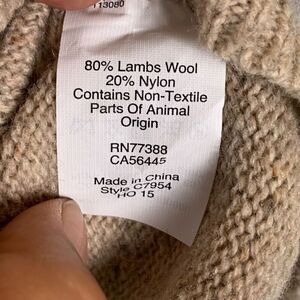 113080
80% Lambs Wool
20% Nylon
Contains Non-Textile
Parts Of Animal
Origin
RN77388
CA56445
Made in China
Style C7954
HO 15